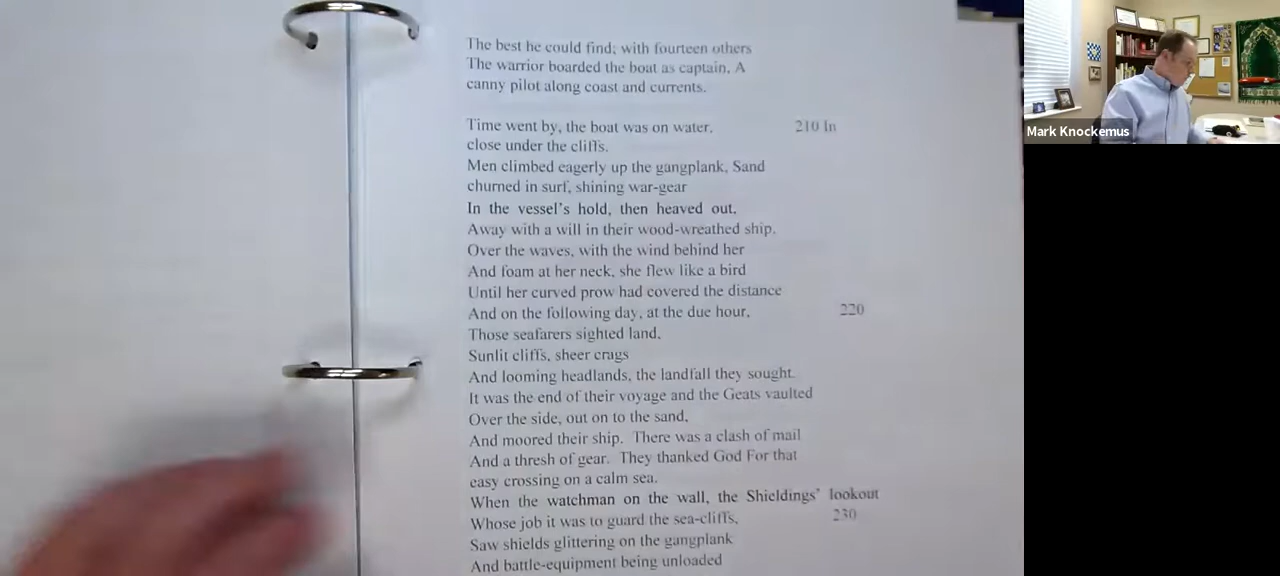 The best he could find; with fourteen others
The warrior boarded the boat as captain, A
canny pilot along coast and currents.
Time went by, the boat was on water, 210 In
close under the cliffs.
Men climbed eagerly up the gangplank, Sand
churned in surf, shining war-gear
In the vessel's hold, then heaved out,
Away with a will in their wood-wreathed ship.
Over the waves, with the wind behind her
And foam at her neck, she flew like a bird
Until her curved prow had covered the distance
And on the following day, at the due hour, 220
Those seafarers sighted land,
Sunlit cliffs, sheer crags
And looming headlands, the landfall they sought.
It was the end of their voyage and the Geats vaulted
Over the side, out on to the sand,
And moored their ship. There was a clash of mail
And a thresh of gear. They thanked God For that
easy crossing on a calm sea.
When the watchman on the wall, the Shieldings' lookout
Whose job it was to guard the sea-cliffs, 230
Saw shields glittering on the gangplank
And battle-equipment being unloaded
Mark Knockemus